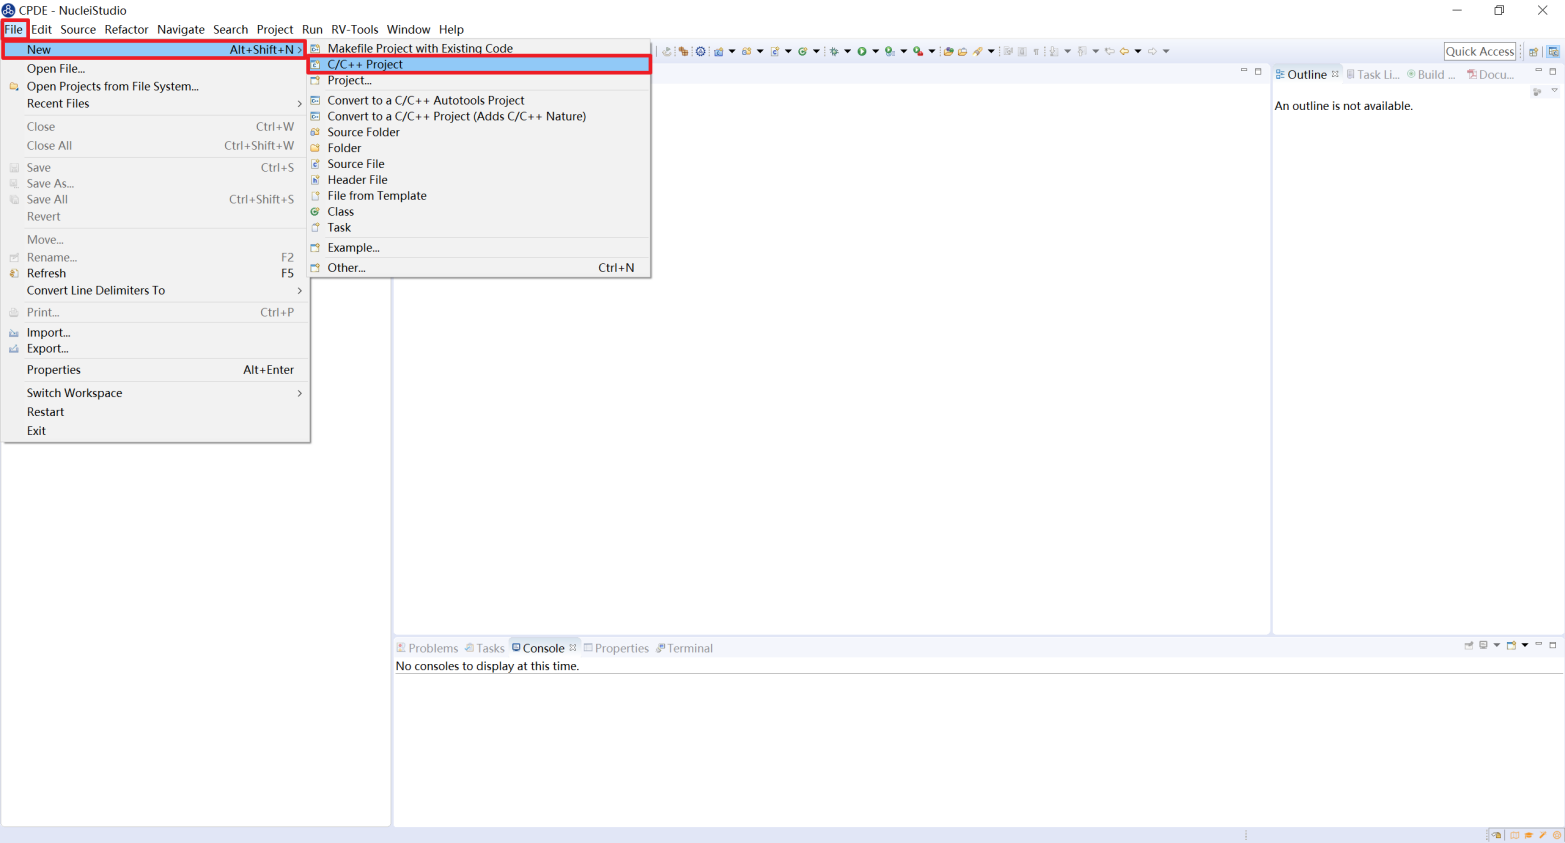 CPDE - NucleiStudio
File Edit Source Refactor Navigate Search Project Run RV-Tools Window Help
New Alt+Shift+N
Open File...
Open Projects from File System...
Recent Files
Close Ctrl+W
Close All Ctrl+Shift+W
Save Ctrl+S
Save As...
Save All Ctrl+Shift+S
Revert
Move...
Rename... F2
Refresh F5
Convert Line Delimiters To
Print... Ctrl+P
Import...
Export...
Properties Alt+Enter
Switch Workspace
Restart
Exit
Makefile Project with Existing Code
C/C++ Project
Project...
Convert to a C/C++ Autotools Project
Convert to a C/C++ Project (Adds C/C++ Nature)
Source Folder
Folder
Source File
Header File
File from Template
Class
Task
Example...
Other... Ctrl+N
Quick Access
Outline Task Li... Build ... Docu...
An outline is not available.
Problems Tasks Console Properties Terminal
No consoles to display at this time.